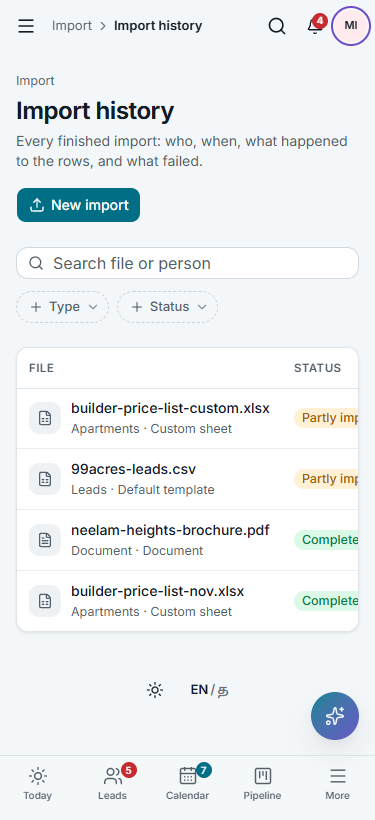 Import > Import history
4
MI
Import
Import history
Every finished import: who, when, what happened
to the rows, and what failed.
New import
Search file or person
+ Type
+ Status
FILE STATUS
builder-price-list-custom.xlsx
Apartments · Custom sheet
Partly imp
99acres-leads.csv
Leads · Default template
Partly imp
neelam-heights-brochure.pdf
Document · Document
Complete
builder-price-list-nov.xlsx
Apartments · Custom sheet
Complete
EN / த
5
7
Today Leads Calendar Pipeline More